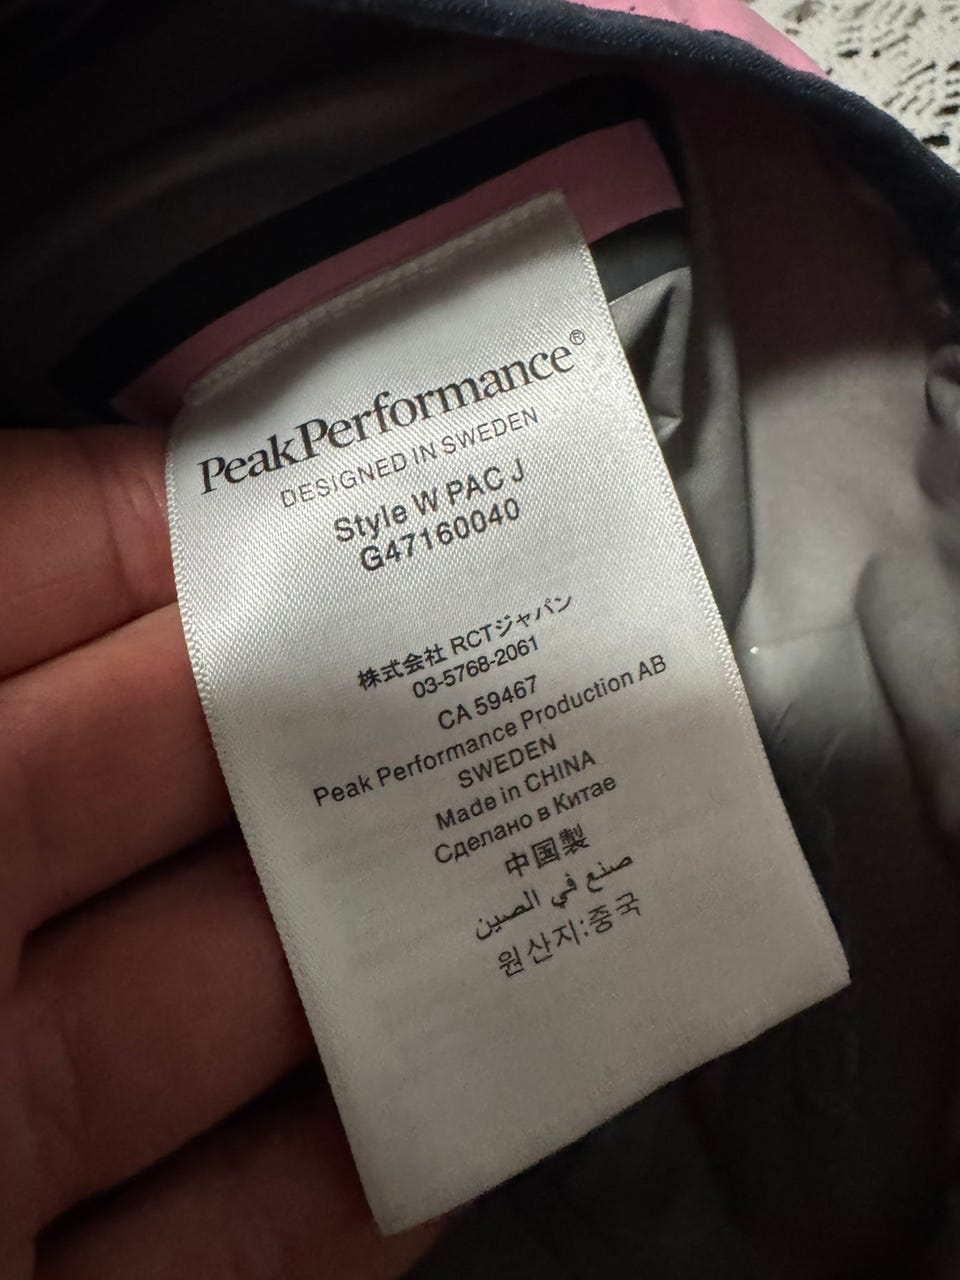 PeakPerformance®
DESIGNED IN SWEDEN
Style W PAC J
G47160040
株式会社 RCTジャパン
03-5768-2061
CA 59467
Peak Performance Production AB
SWEDEN
Made in CHINA
Сделано в Китае
中国製
صنع في الصين
원산지:중국